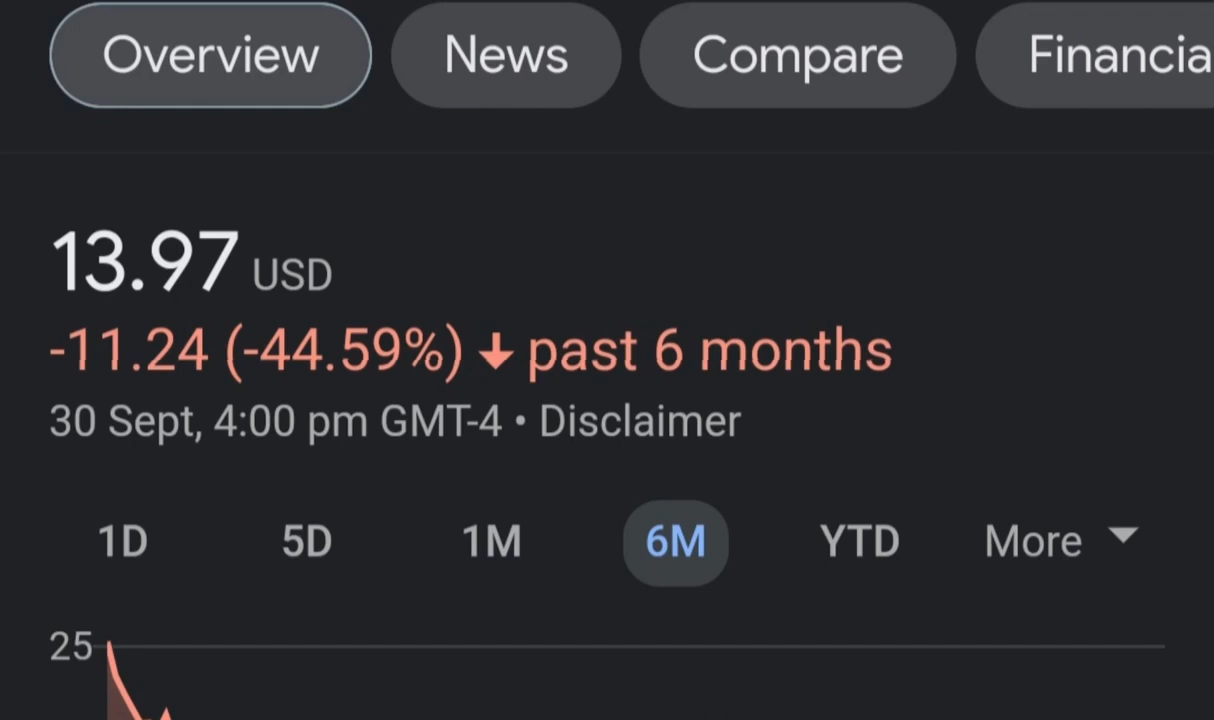 Overview News Compare Financia
13.97 USD
-11.24 (-44.59%) ↓ past 6 months
30 Sept, 4:00 pm GMT-4 • Disclaimer
1D 5D 1M 6M YTD More
25